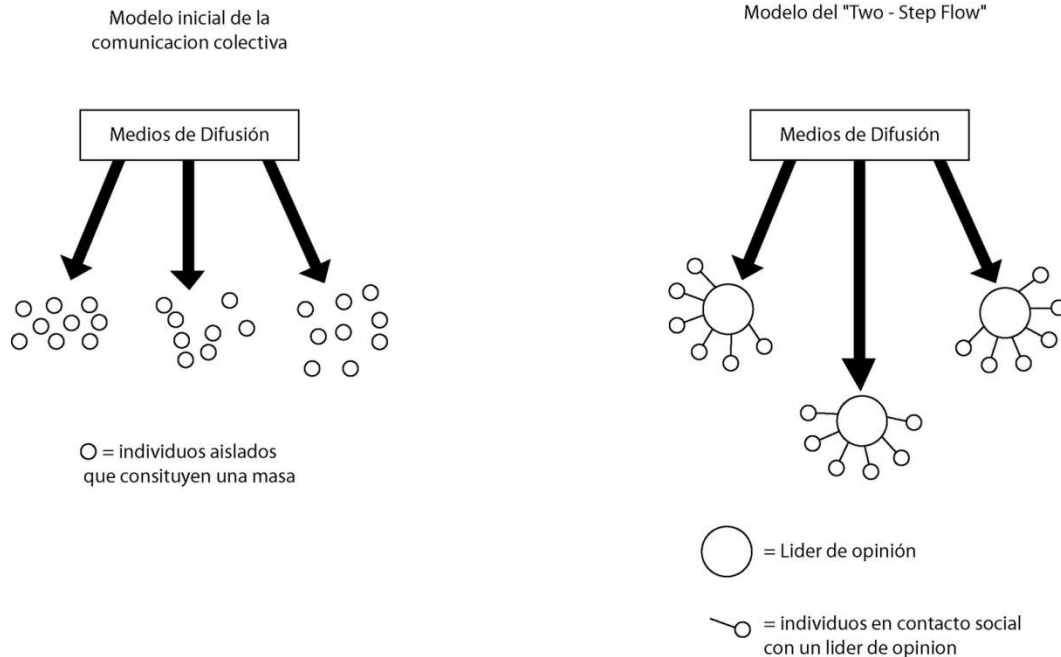 Modelo inicial de la
comunicacion colectiva
Medios de Difusión
= individuos aislados
que consituyen una masa
Modelo del "Two - Step Flow"
Medios de Difusión
= Lider de opinión
= individuos en contacto social
con un lider de opinion